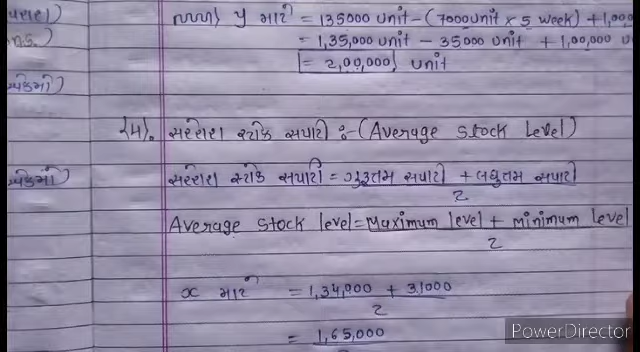 y માટે = 135000 unit - (7000 unit × 5 week) + 1,000
= 1,35,000 unit - 35000 unit + 1,00,000 u
= 2,00,000 unit
સરેરાશ સ્ટોક સપાટી :- (Average Stock Level)
સરેરાશ સ્ટોક સપાટી = ગુરૂતમ સપાટી + લઘુતમ સપાટી
2
Average stock level = Maximum level + minimum level
2
x માટે = 1,34,000 + 31000
2
= 1,65,000
PowerDirector